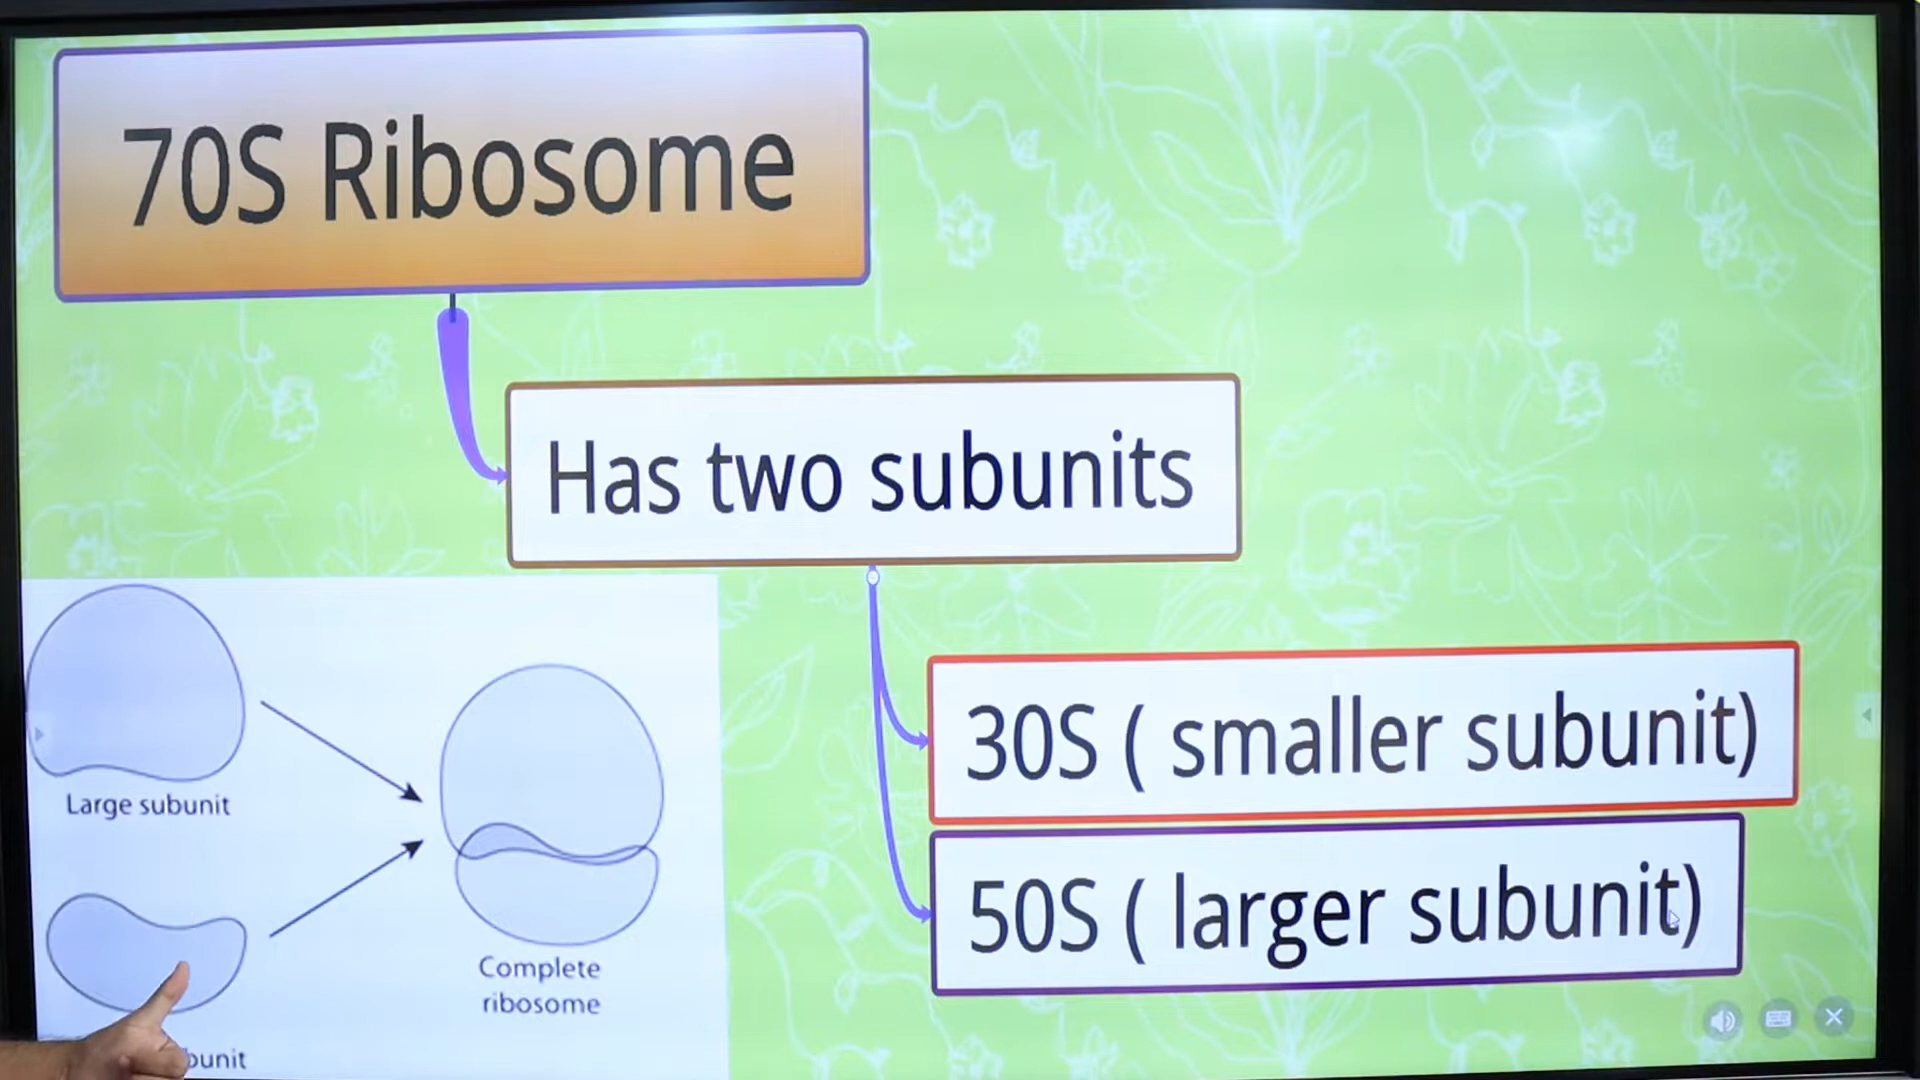 70S Ribosome
Has two subunits
30S ( smaller subunit)
50S ( larger subunit)
Large subunit
Complete
ribosome